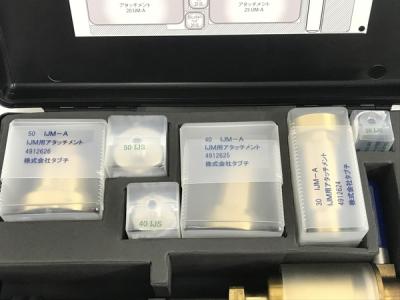 アタッチメント
アタッチメント
50 IJM-A
IJM用アタッチメント
4912626
株式会社タブチ
50 IJS
40 IJS
40 IJM-A
IJM用アタッチメント
4912625
株式会社タブチ
30 IJM-A
IJM用アタッチメント
4912624
株式会社タブチ